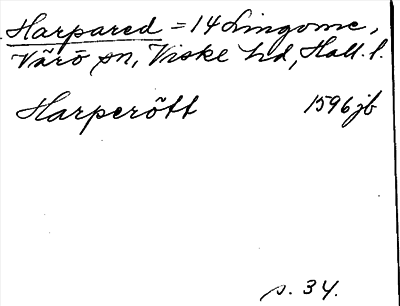 Harpared = 14 Lingome,
Värö sn, Viske hd, Hall. l.
Harperött 1596 jb
s. 34.